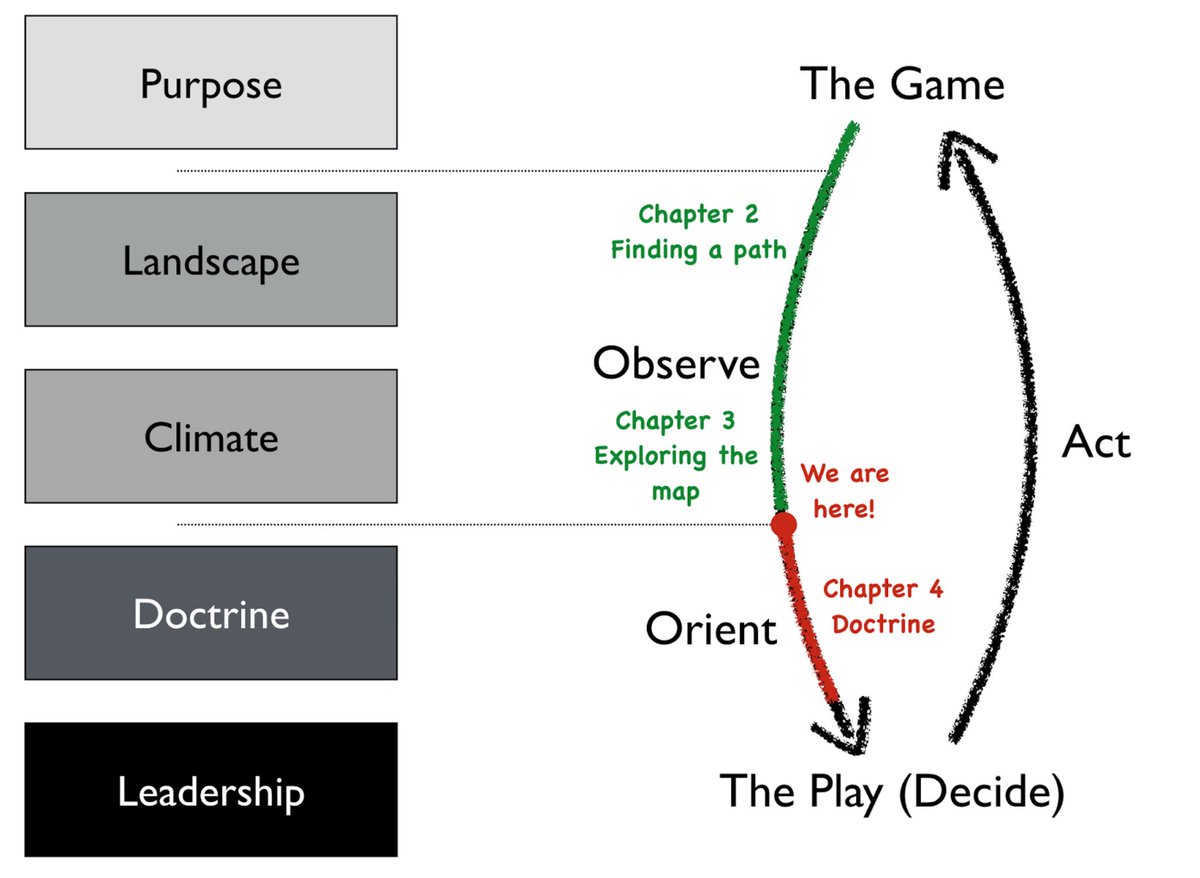 Purpose
Landscape
Climate
Doctrine
Leadership
The Game
Chapter 2
Finding a path
Observe
Chapter 3
Exploring the
map
We are
here!
Act
Chapter 4
Doctrine
Orient
The Play (Decide)